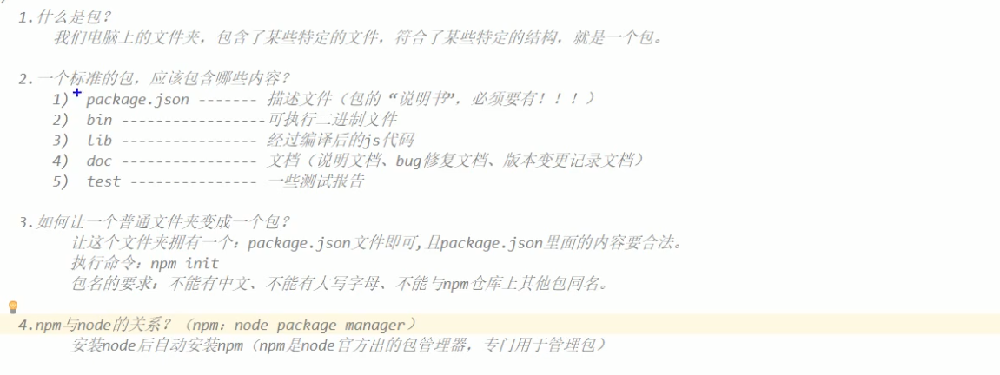 1.什么是包？
我们电脑上的文件夹，包含了某些特定的文件，符合了某些特定的结构，就是一个包。
2.一个标准的包，应该包含哪些内容？
1) package.json ------- 描述文件（包的“说明书”，必须要有！！！）
2) bin -----------------可执行二进制文件
3) lib ---------------- 经过编译后的js代码
4) doc ---------------- 文档（说明文档、bug修复文档、版本变更记录文档）
5) test --------------- 一些测试报告
3.如何让一个普通文件夹变成一个包？
让这个文件夹拥有一个：package.json文件即可,且package.json里面的内容要合法。
执行命令：npm init
包名的要求：不能有中文、不能有大写字母、不能与npm仓库上其他包同名。
4.npm与node的关系？（npm：node package manager）
安装node后自动安装npm（npm是node官方出的包管理器，专门用于管理包）